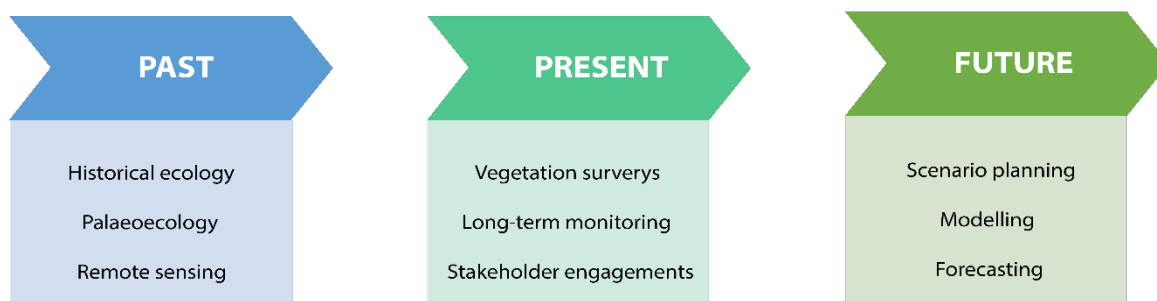 PAST
Historical ecology
Palaeoecology
Remote sensing
PRESENT
Vegetation surverys
Long-term monitoring
Stakeholder engagements
FUTURE
Scenario planning
Modelling
Forecasting